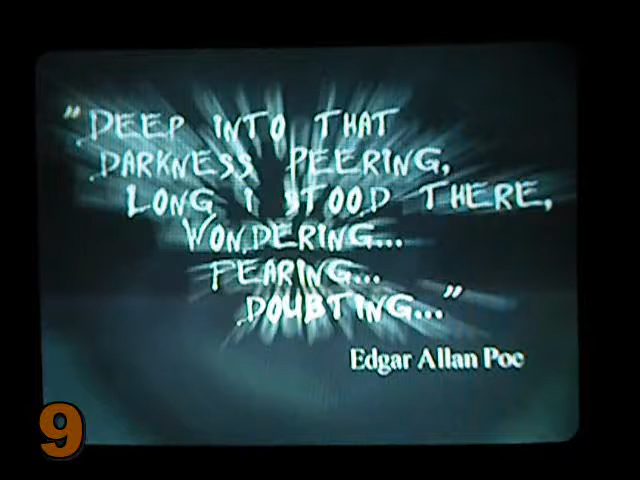 "DEEP INTO THAT
DARKNESS PEERING,
LONG I STOOD THERE,
WONDERING...
FEARING...
DOUBTING..."
Edgar Allan Poe
9